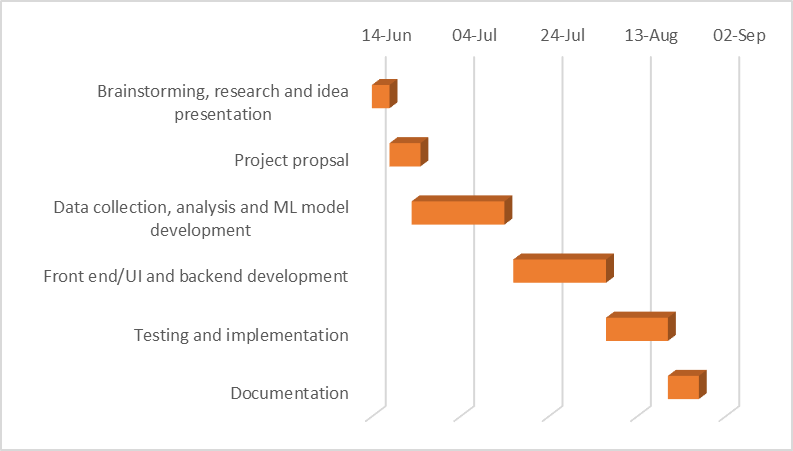 14-Jun 04-Jul 24-Jul 13-Aug 02-Sep
Brainstorming, research and idea
presentation
Project propsal
Data collection, analysis and ML model
development
Front end/UI and backend development
Testing and implementation
Documentation